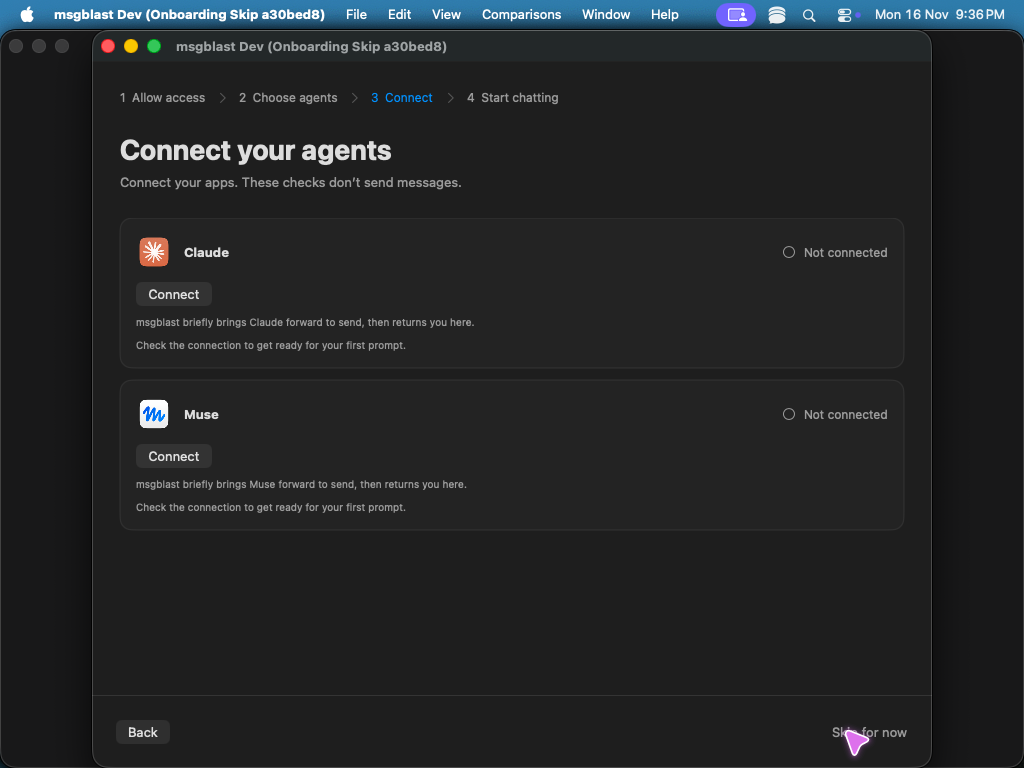 msgblast Dev (Onboarding Skip a30bed8) File Edit View Comparisons Window Help Mon 16 Nov 9:36 PM
msgblast Dev (Onboarding Skip a30bed8)
1 Allow access 2 Choose agents 3 Connect 4 Start chatting
Connect your agents
Connect your apps. These checks don’t send messages.
Claude Not connected
Connect
msgblast briefly brings Claude forward to send, then returns you here.
Check the connection to get ready for your first prompt.
Muse Not connected
Connect
msgblast briefly brings Muse forward to send, then returns you here.
Check the connection to get ready for your first prompt.
Back Skip for now